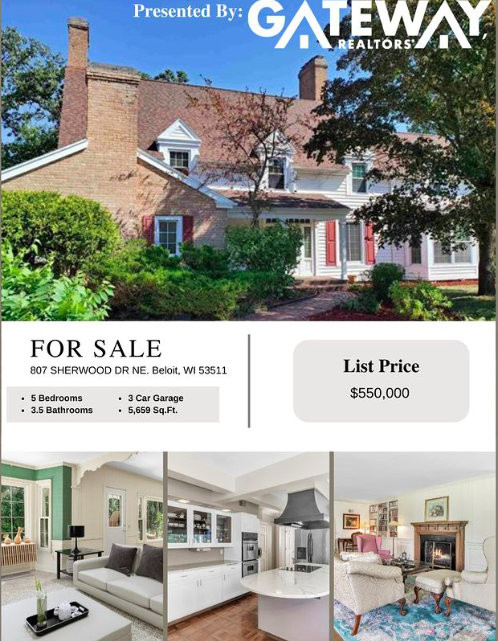 Presented By:
GATEWAY,
REALTORS®
FOR SALE
807 SHERWOOD DR NE. Beloit, WI 53511
• 5 Bedrooms
• 3.5 Bathrooms
• 3 Car Garage
• 5,659 Sq.Ft.
List Price
$550,000